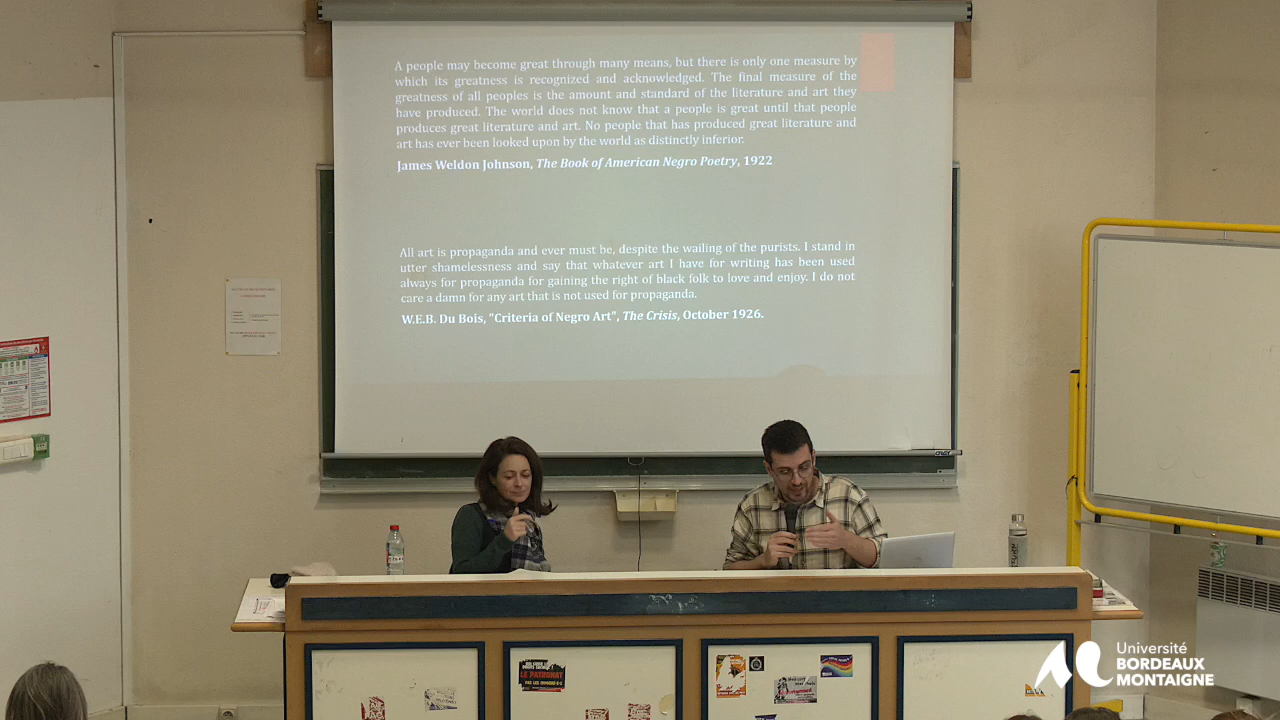 A people may become great through many means, but there is only one measure by
which its greatness is recognized and acknowledged. The final measure of the
greatness of all peoples is the amount and standard of the literature and art they
have produced. The world does not know that a people is great until that people
produces great literature and art. No people that has produced great literature and
art has ever been looked upon by the world as distinctly inferior.
James Weldon Johnson, The Book of American Negro Poetry, 1922
All art is propaganda and ever must be, despite the wailing of the purists. I stand in
utter shamelessness and say that whatever art I have for writing has been used
always for propaganda for gaining the right of black folk to love and enjoy. I do not
care a damn for any art that is not used for propaganda.
W.E.B. Du Bois, "Criteria of Negro Art", The Crisis, October 1926.
LE PATRONAT
Université
BORDEAUX
MONTAIGNE